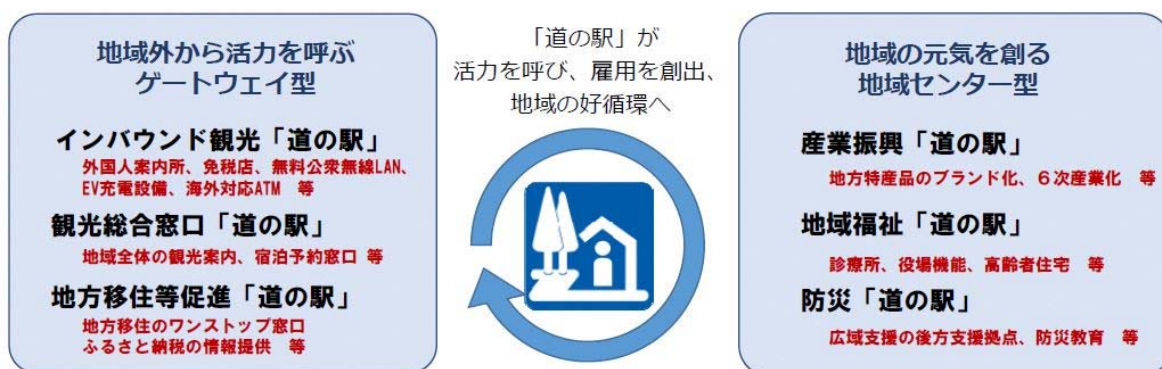 地域外から活力を呼ぶ
ゲートウェイ型
インバウンド観光「道の駅」
外国人案内所、免税店、無料公衆無線LAN、
EV充電設備、海外対応ATM 等
観光総合窓口「道の駅」
地域全体の観光案内、宿泊予約窓口 等
地方移住等促進「道の駅」
地方移住のワンストップ窓口
ふるさと納税の情報提供 等
「道の駅」が
活力を呼び、雇用を創出、
地域の好循環へ
地域の元気を創る
地域センター型
産業振興「道の駅」
地方特産品のブランド化、６次産業化 等
地域福祉「道の駅」
診療所、役場機能、高齢者住宅 等
防災「道の駅」
広域支援の後方支援拠点、防災教育 等